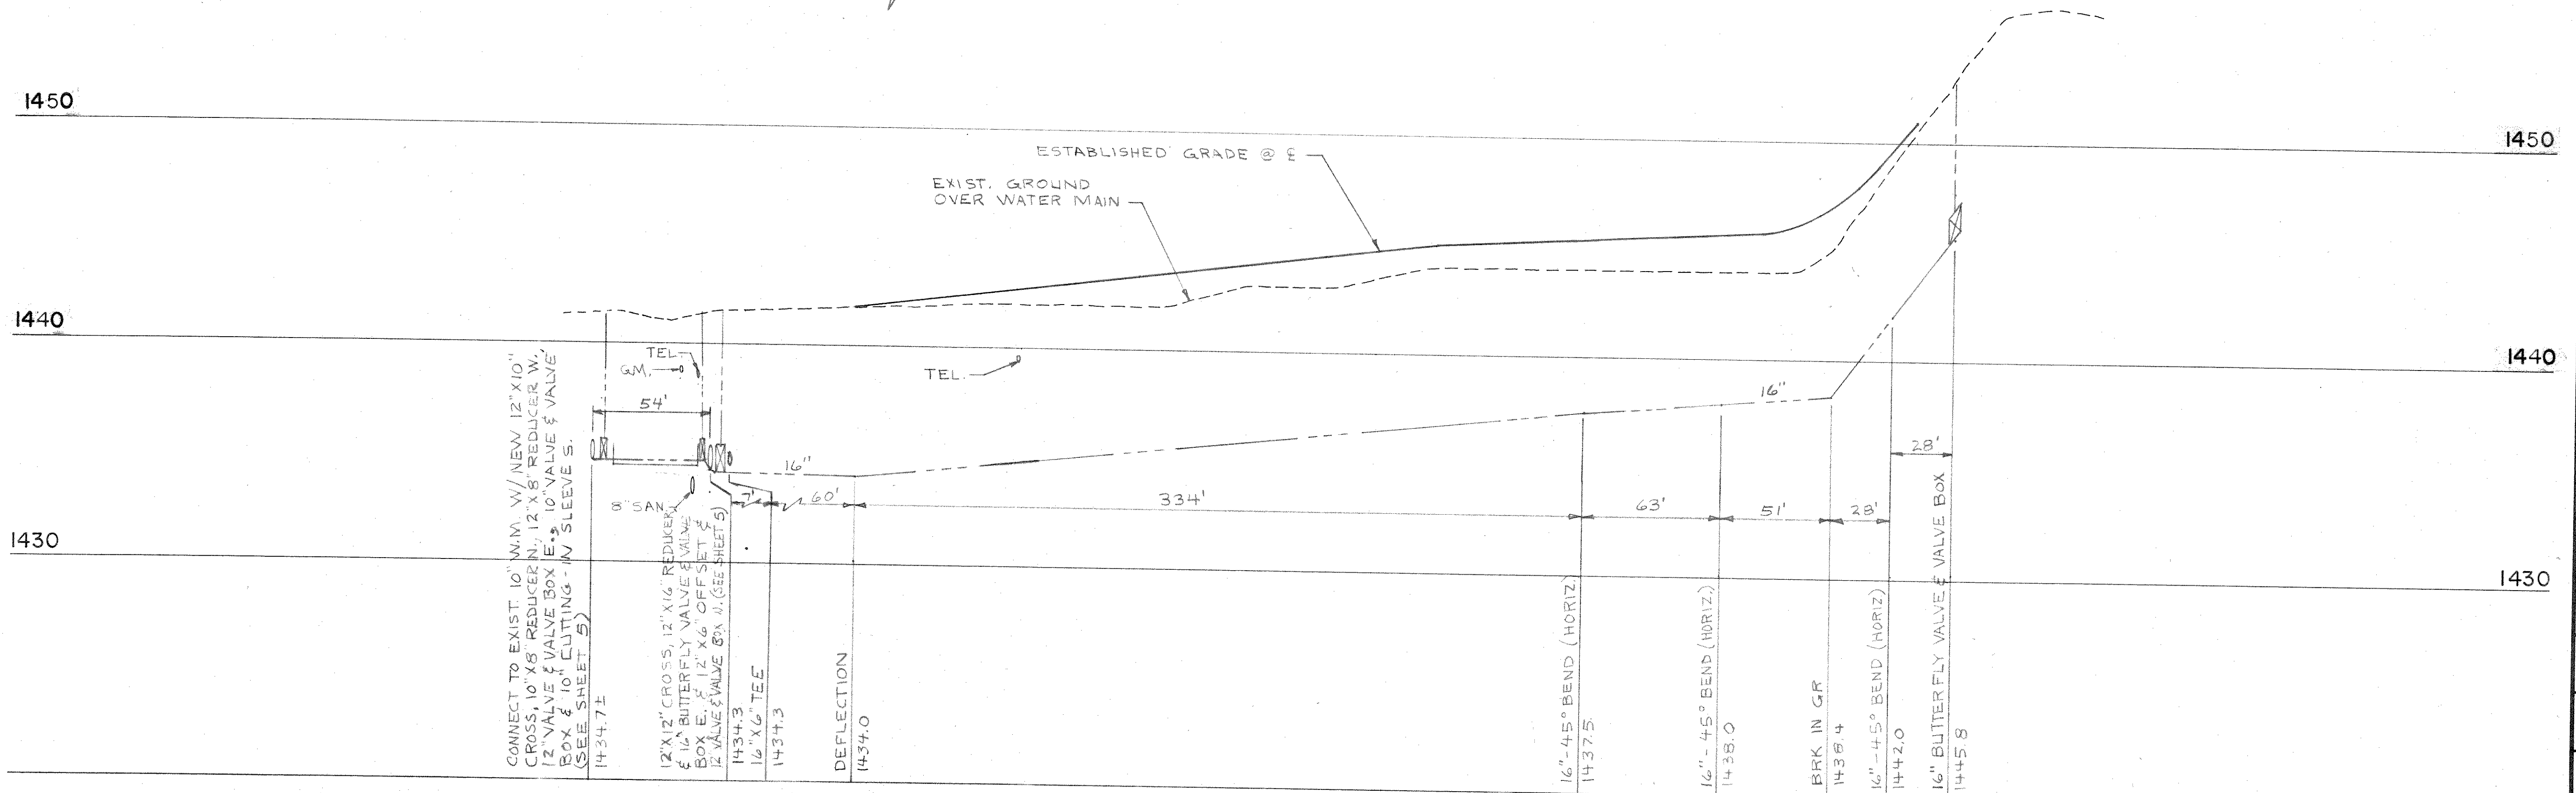 1450
1450
ESTABLISHED GRADE @ ℄
EXIST. GROUND
OVER WATER MAIN
1440
1440
TEL.
G.M.
TEL.
54'
16"
16"
28'
8" SAN.
7'
60'
334'
63'
51'
28'
1430
1430
CONNECT TO EXIST. 10" W.M. W/ NEW 12"X10"
CROSS, 10"X8" REDUCER N., 12"X8" REDUCER W.,
12" VALVE & VALVE BOX E., 10" VALVE & VALVE
BOX & 10" CUTTING-IN SLEEVE S.
(SEE SHEET 5)
1434.7±
12"X12" CROSS, 12"X16" REDUCER
& 16" BUTTERFLY VALVE & VALVE
BOX E. & 12"X6" OFFSET &
12" VALVE & VALVE BOX N. (SEE SHEET 5)
1434.3
16"X6" TEE
1434.3
DEFLECTION
1434.0
16"-45° BEND (HORIZ.)
1437.5
16"-45° BEND (HORIZ.)
1438.0
BRK IN GR
1438.4
16"-45° BEND (HORIZ)
1442.0
16" BUTTERFLY VALVE & VALVE BOX
1445.8